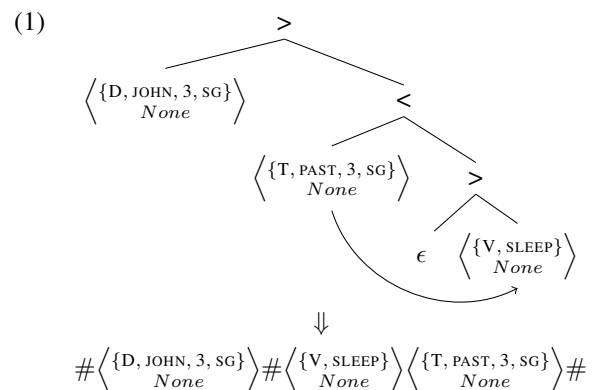 (1)
>
⟨{D, JOHN, 3, SG} None⟩
<
⟨{T, PAST, 3, SG} None⟩
>
ϵ
⟨{V, SLEEP} None⟩
⇓
#⟨{D, JOHN, 3, SG} None⟩#⟨{V, SLEEP} None⟩⟨{T, PAST, 3, SG} None⟩#